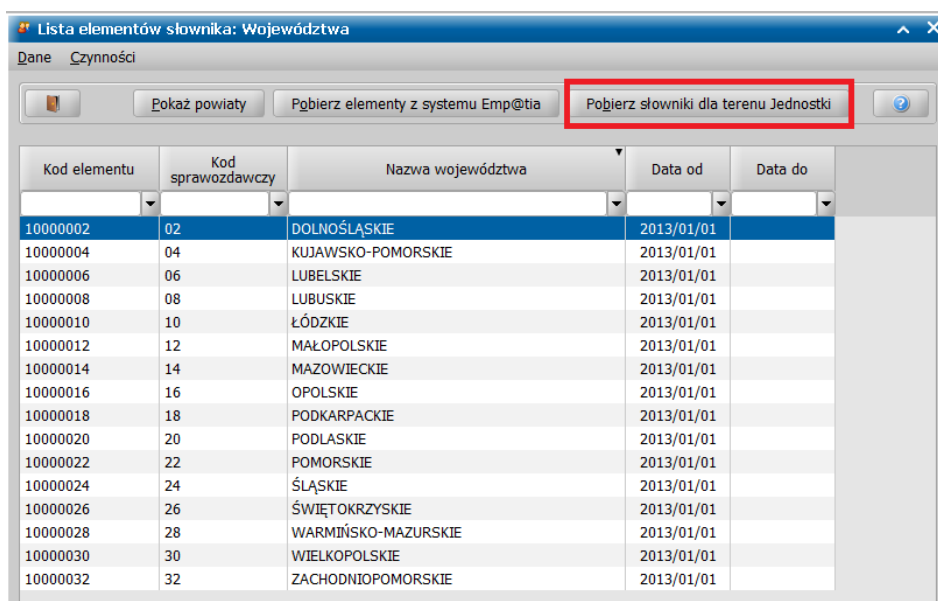 Lista elementów słownika: Województwa
Dane Czynności
Pokaż powiaty Pobierz elementy z systemu Emp@tia Pobierz słowniki dla terenu Jednostki ?
Kod elementu Kod sprawozdawczy Nazwa województwa Data od Data do
10000002 02 DOLNOŚLĄSKIE 2013/01/01
10000004 04 KUJAWSKO-POMORSKIE 2013/01/01
10000006 06 LUBELSKIE 2013/01/01
10000008 08 LUBUSKIE 2013/01/01
10000010 10 ŁÓDZKIE 2013/01/01
10000012 12 MAŁOPOLSKIE 2013/01/01
10000014 14 MAZOWIECKIE 2013/01/01
10000016 16 OPOLSKIE 2013/01/01
10000018 18 PODKARPACKIE 2013/01/01
10000020 20 PODLASKIE 2013/01/01
10000022 22 POMORSKIE 2013/01/01
10000024 24 ŚLĄSKIE 2013/01/01
10000026 26 ŚWIĘTOKRZYSKIE 2013/01/01
10000028 28 WARMIŃSKO-MAZURSKIE 2013/01/01
10000030 30 WIELKOPOLSKIE 2013/01/01
10000032 32 ZACHODNIOPOMORSKIE 2013/01/01